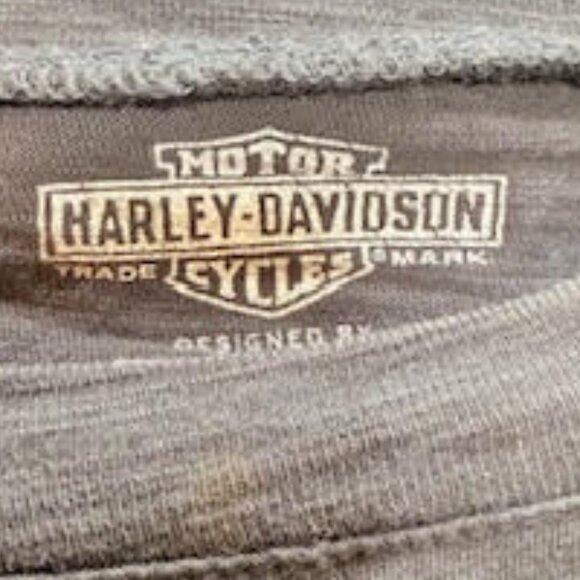 MOTOR
HARLEY-DAVIDSON
TRADE CYCLES ® MARK
DESIGNED BY